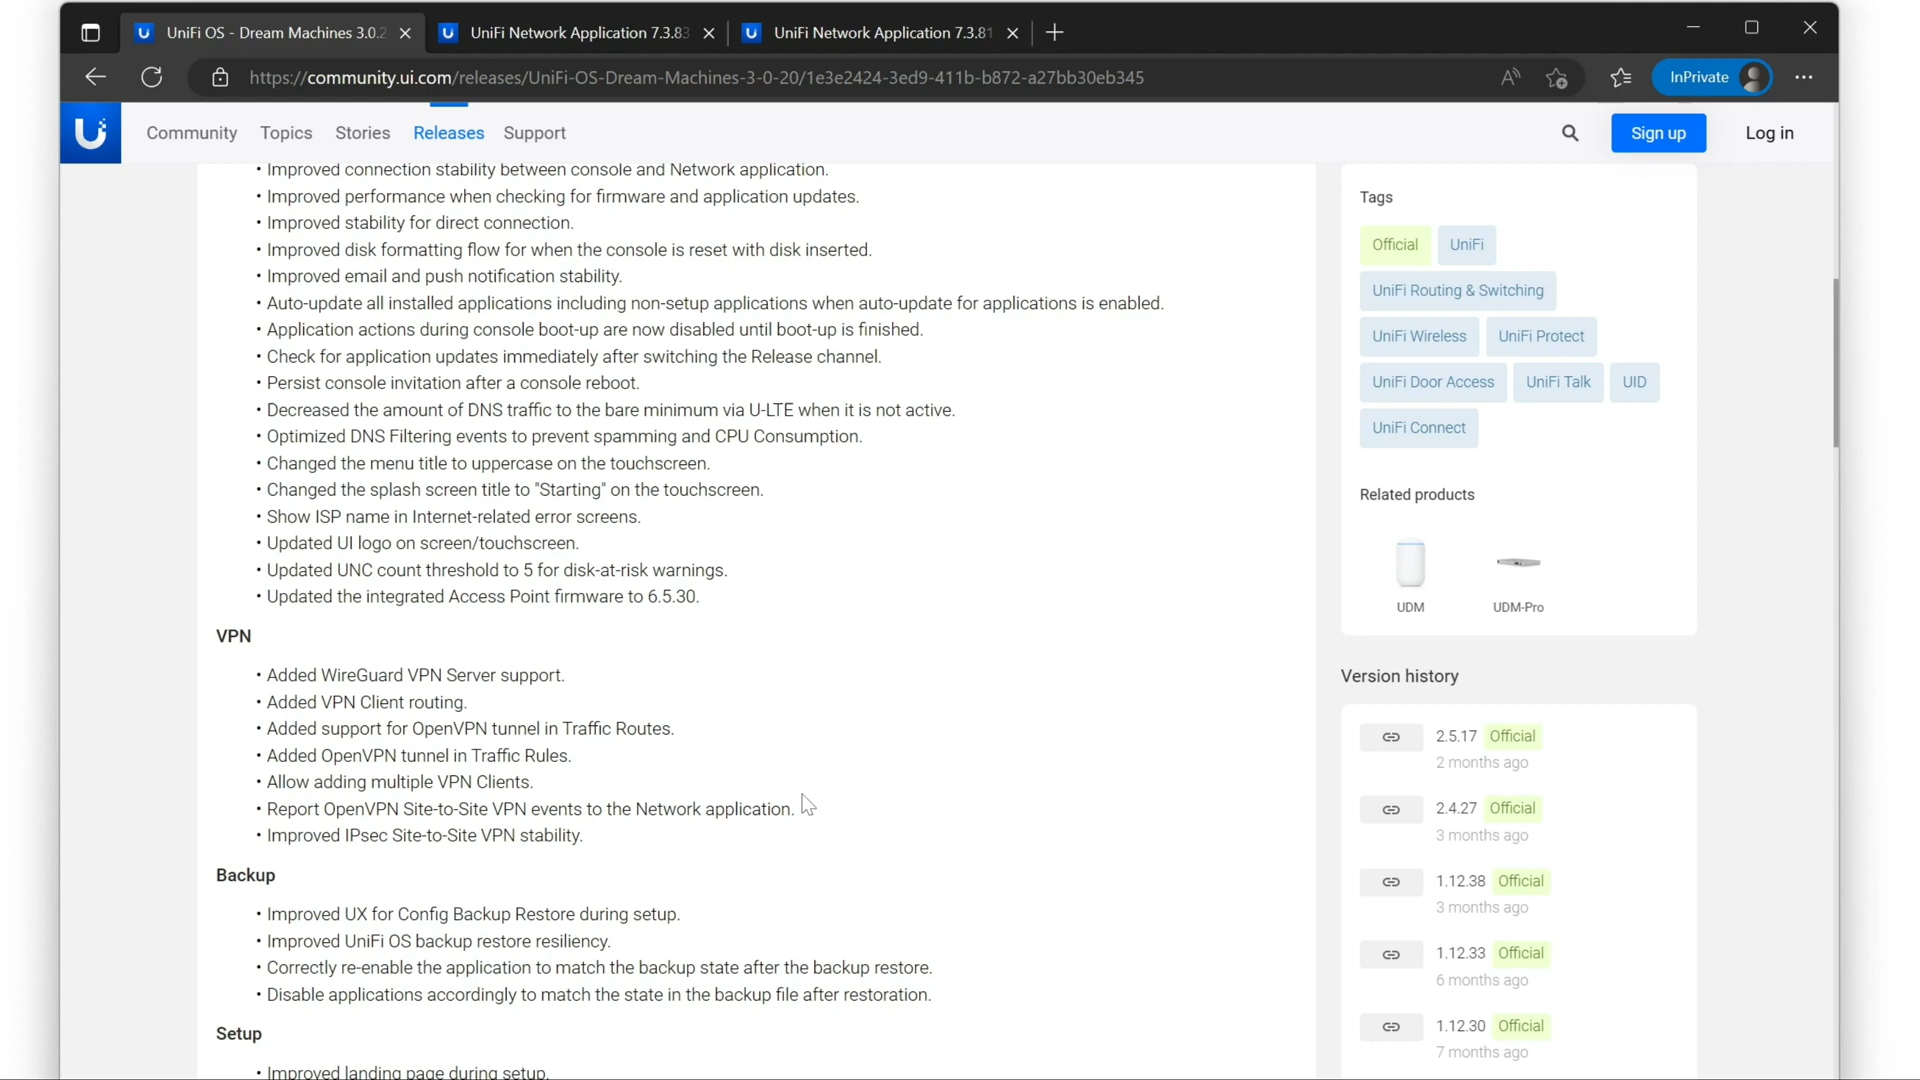 UniFi OS - Dream Machines 3.0.2
UniFi Network Application 7.3.83
UniFi Network Application 7.3.81
https://community.ui.com/releases/UniFi-OS-Dream-Machines-3-0-20/1e3e2424-3ed9-411b-b872-a27bb30eb345
InPrivate
Community
Topics
Stories
Releases
Support
Sign up
Log in
• Improved connection stability between console and Network application.
• Improved performance when checking for firmware and application updates.
• Improved stability for direct connection.
• Improved disk formatting flow for when the console is reset with disk inserted.
• Improved email and push notification stability.
• Auto-update all installed applications including non-setup applications when auto-update for applications is enabled.
• Application actions during console boot-up are now disabled until boot-up is finished.
• Check for application updates immediately after switching the Release channel.
• Persist console invitation after a console reboot.
• Decreased the amount of DNS traffic to the bare minimum via U-LTE when it is not active.
• Optimized DNS Filtering events to prevent spamming and CPU Consumption.
• Changed the menu title to uppercase on the touchscreen.
• Changed the splash screen title to "Starting" on the touchscreen.
• Show ISP name in Internet-related error screens.
• Updated UI logo on screen/touchscreen.
• Updated UNC count threshold to 5 for disk-at-risk warnings.
• Updated the integrated Access Point firmware to 6.5.30.
VPN
• Added WireGuard VPN Server support.
• Added VPN Client routing.
• Added support for OpenVPN tunnel in Traffic Routes.
• Added OpenVPN tunnel in Traffic Rules.
• Allow adding multiple VPN Clients.
• Report OpenVPN Site-to-Site VPN events to the Network application.
• Improved IPsec Site-to-Site VPN stability.
Backup
• Improved UX for Config Backup Restore during setup.
• Improved UniFi OS backup restore resiliency.
• Correctly re-enable the application to match the backup state after the backup restore.
• Disable applications accordingly to match the state in the backup file after restoration.
Setup
• Improved landing page during setup.
Tags
Official
UniFi
UniFi Routing & Switching
UniFi Wireless
UniFi Protect
UniFi Door Access
UniFi Talk
UID
UniFi Connect
Related products
UDM
UDM-Pro
Version history
2.5.17 Official
2 months ago
2.4.27 Official
3 months ago
1.12.38 Official
3 months ago
1.12.33 Official
6 months ago
1.12.30 Official
7 months ago